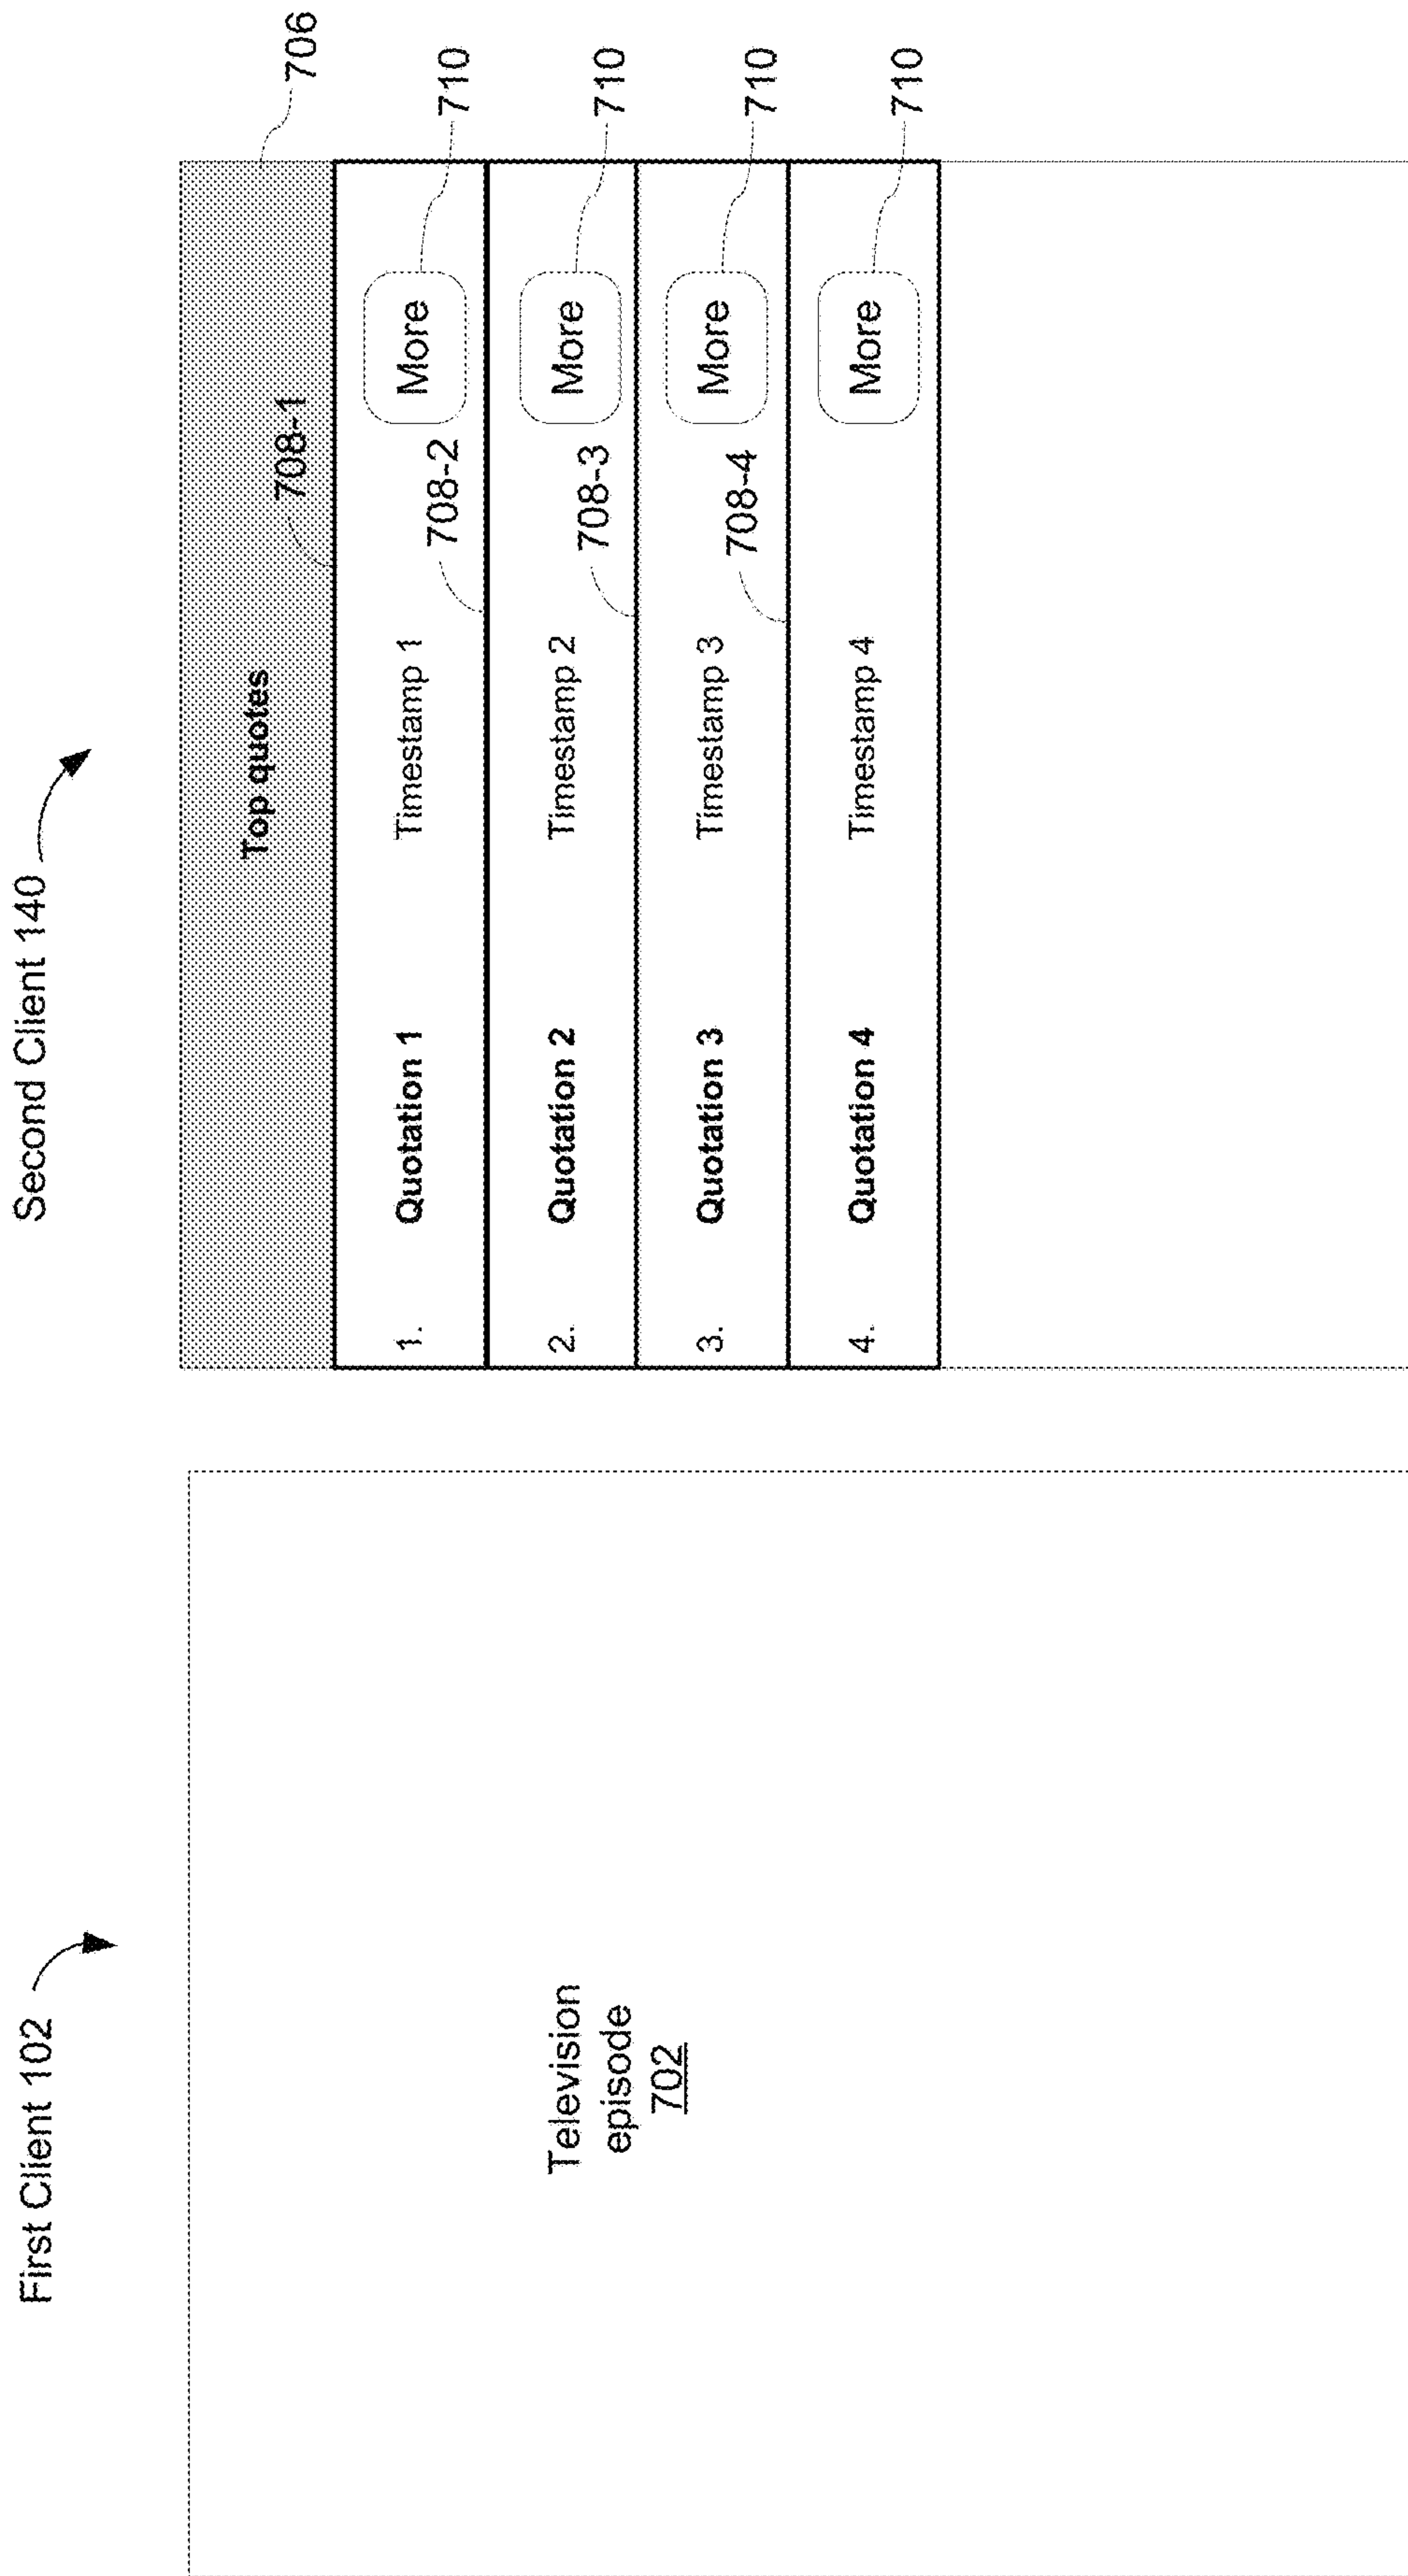 First Client 102
Second Client 140
Television
episode
702
706
Top quotes
708-1
1. Quotation 1 Timestamp 1 More
710
708-2
2. Quotation 2 Timestamp 2 More
710
708-3
3. Quotation 3 Timestamp 3 More
710
708-4
4. Quotation 4 Timestamp 4 More
710